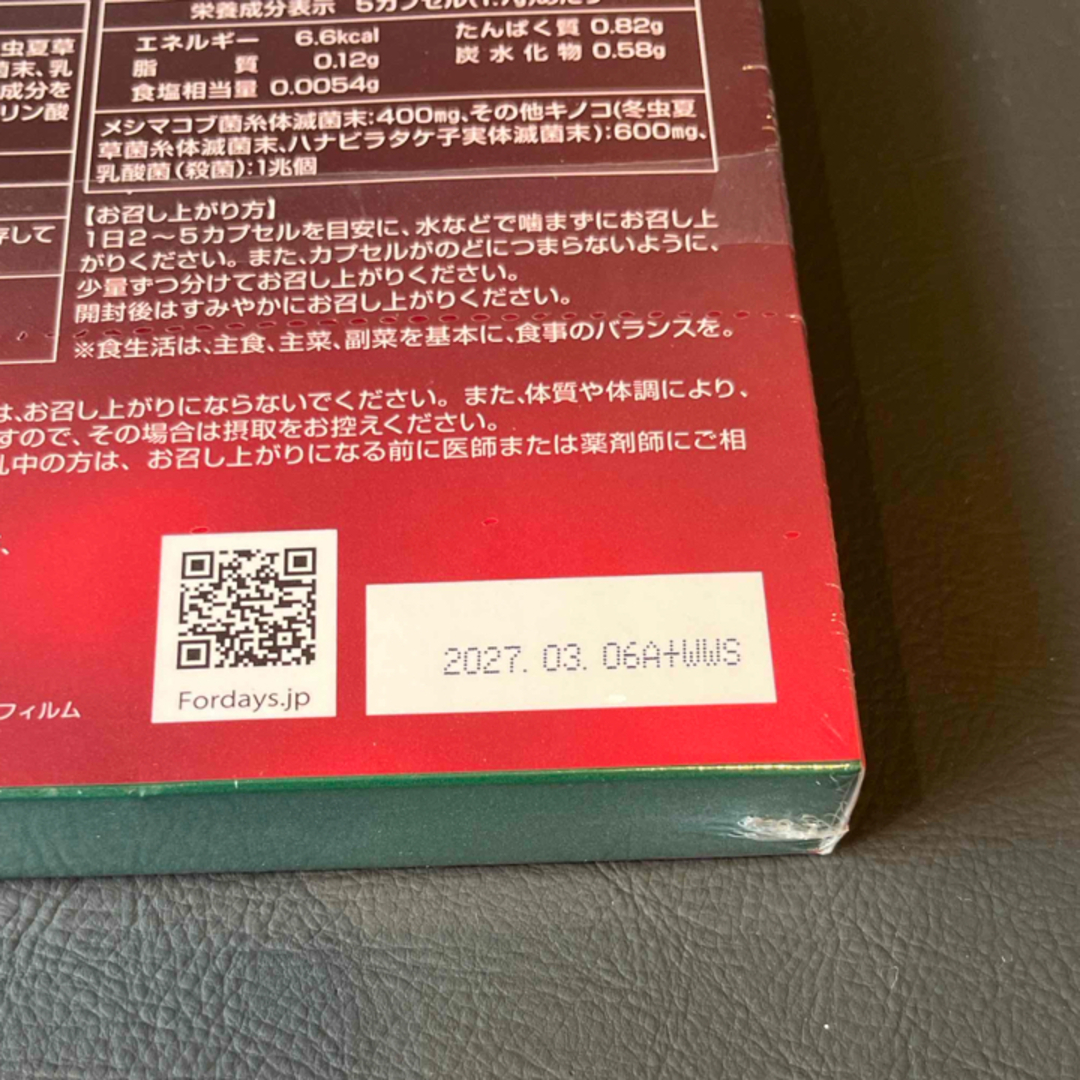 栄養成分表示 5カプセル(1.7g)あたり
エネルギー 6.6kcal たんぱく質 0.82g
脂質 0.12g 炭水化物 0.58g
食塩相当量 0.0054g
メシマコブ菌糸体滅菌末:400mg、その他キノコ(冬虫夏
草菌糸体滅菌末、ハナビラタケ子実体滅菌末):600mg、
乳酸菌(殺菌):1兆個
虫夏草
菌末、乳
成分を
リン酸
存して
【お召し上がり方】
1日2〜5カプセルを目安に、水などで噛まずにお召し上
がりください。また、カプセルがのどにつまらないように、
少量ずつ分けてお召し上がりください。
開封後はすみやかにお召し上がりください。
※食生活は、主食、主菜、副菜を基本に、食事のバランスを。
は、お召し上がりにならないでください。また、体質や体調により、
すので、その場合は摂取をお控えください。
乳中の方は、お召し上がりになる前に医師または薬剤師にご相
Fordays.jp
2027. 03. 06A+WWS
フィルム